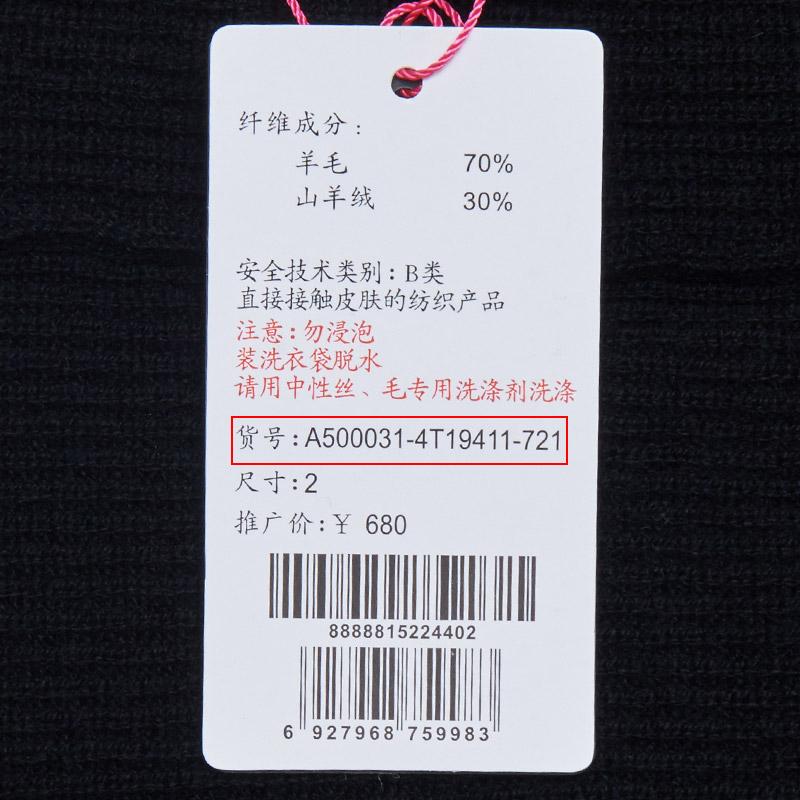 纤维成分：
羊毛 70%
山羊绒 30%
安全技术类别：B类
直接接触皮肤的纺织产品
注意：勿浸泡
装洗衣袋脱水
请用中性丝、毛专用洗涤剂洗涤
货号：A500031-4T19411-721
尺寸：2
推广价：￥ 680
8888815224402
6 927968 759983